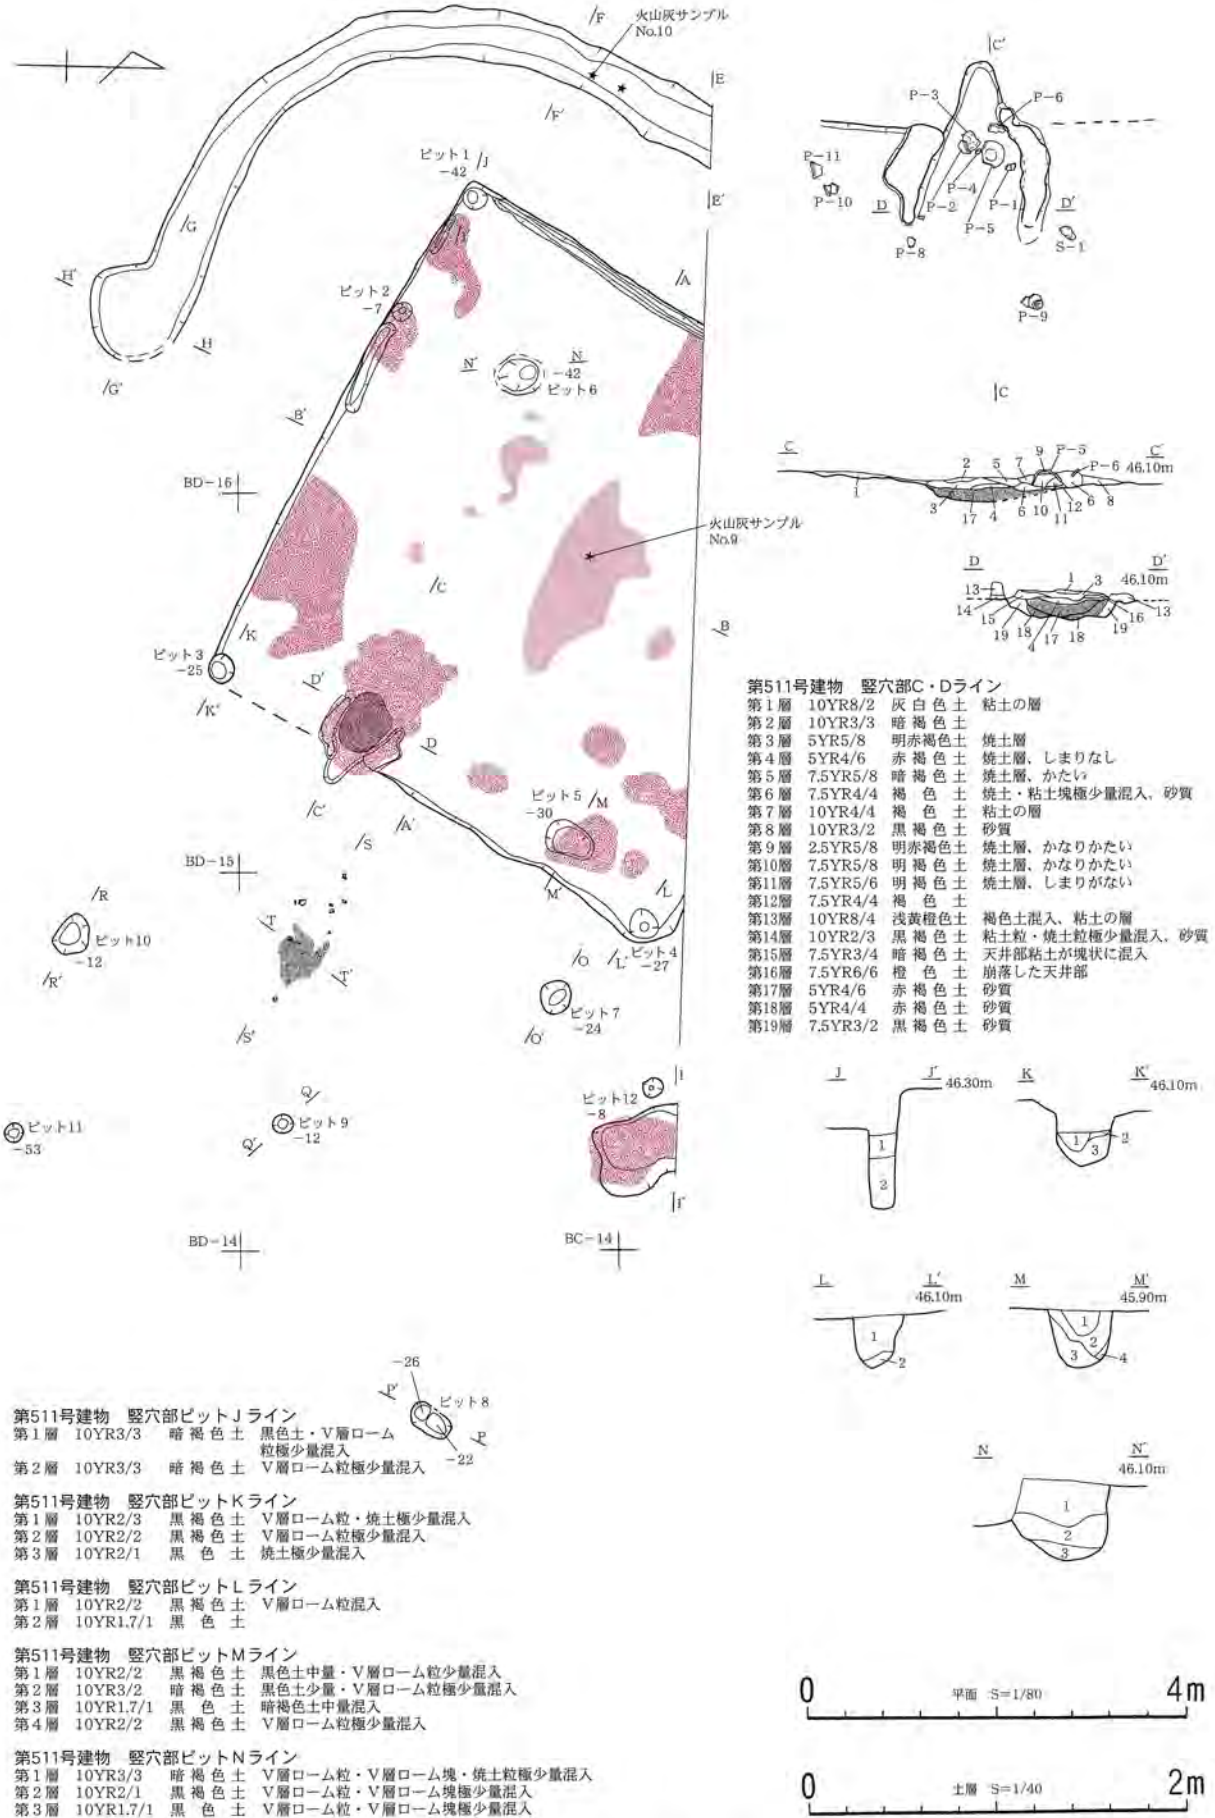 火山灰サンプル
No.10
/F
/F'
E
E'
ピット1
-42
/J
/G
/G'
H'
H
ピット2
-7
/A
N'
N
-42
ピット6
B'
BD-16
火山灰サンプル
No.9
/C
B
/K
ピット3
-25
/K'
D'
D
/C'
/A'
ピット5
-30
/M
M'
/L
/S
BD-15
/R
ピット10
-12
/R'
T
T'
/S'
/O
/L'
ピット4
-27
ピット7
-24
/O'
Q
ピット9
-12
Q'
ピット11
-53
ピット12
-8
I
I'
BD-14
BC-14
C'
P-3
P-6
P-11
P-10
P-4
P-2
P-1
D
D'
P-5
P-8
S-1
P-9
C
C
C'
46.10m
2 5 7 9 P-5 P-6
1 3 17 4 6 10 11 12 6 8
D
D'
46.10m
13 1 3
14 15 19 18 4 17 18 19 16 13
第511号建物 竪穴部C・Dライン
第1層 10YR8/2 灰白色土 粘土の層
第2層 10YR3/3 暗褐色土
第3層 5YR5/8 明赤褐色土 焼土層
第4層 5YR4/6 赤褐色土 焼土層、しまりなし
第5層 7.5YR5/8 暗褐色土 焼土層、かたい
第6層 7.5YR4/4 褐色土 焼土・粘土塊極少量混入、砂質
第7層 10YR4/4 褐色土 粘土の層
第8層 10YR3/2 黒褐色土 砂質
第9層 2.5YR5/8 明赤褐色土 焼土層、かなりかたい
第10層 7.5YR5/8 明褐色土 焼土層、かなりかたい
第11層 7.5YR5/6 明褐色土 焼土層、しまりがない
第12層 7.5YR4/4 褐色土
第13層 10YR8/4 浅黄橙色土 褐色土混入、粘土の層
第14層 10YR2/3 黒褐色土 粘土粒・焼土粒極少量混入、砂質
第15層 7.5YR3/4 暗褐色土 天井部粘土が塊状に混入
第16層 7.5YR6/6 橙色土 崩落した天井部
第17層 5YR4/6 赤褐色土 砂質
第18層 5YR4/4 赤褐色土 砂質
第19層 7.5YR3/2 黒褐色土 砂質
J
J'
46.30m
1
2
K
K'
46.10m
1
2
3
L
L'
46.10m
1
2
M
M'
45.90m
1
2
3
4
N
N'
46.10m
1
2
3
-26
P'
ピット8
P
-22
第511号建物 竪穴部ピットJライン
第1層 10YR3/3 暗褐色土 黒色土・V層ローム
粒極少量混入
第2層 10YR3/3 暗褐色土 V層ローム粒極少量混入
第511号建物 竪穴部ピットKライン
第1層 10YR2/3 黒褐色土 V層ローム粒・焼土極少量混入
第2層 10YR2/2 黒褐色土 V層ローム粒極少量混入
第3層 10YR2/1 黒色土 焼土極少量混入
第511号建物 竪穴部ピットLライン
第1層 10YR2/2 黒褐色土 V層ローム粒混入
第2層 10YR1.7/1 黒色土
第511号建物 竪穴部ピットMライン
第1層 10YR2/2 黒褐色土 黒色土中量・V層ローム粒少量混入
第2層 10YR3/2 暗褐色土 黒色土少量・V層ローム粒極少量混入
第3層 10YR1.7/1 黒色土 暗褐色土中量混入
第4層 10YR2/2 黒褐色土 V層ローム粒極少量混入
第511号建物 竪穴部ピットNライン
第1層 10YR3/3 暗褐色土 V層ローム粒・V層ローム塊・焼土粒極少量混入
第2層 10YR2/1 黒褐色土 V層ローム粒・V層ローム塊極少量混入
第3層 10YR1.7/1 黒色土 V層ローム粒・V層ローム塊極少量混入
0 平面 S=1/80 4m
0 土層 S=1/40 2m